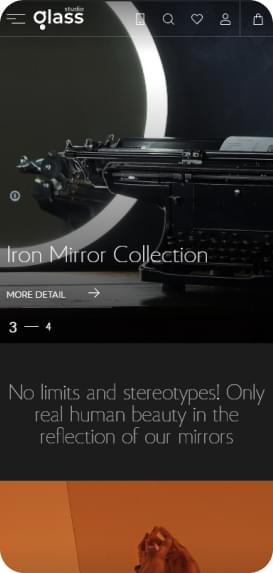 studio
glass
Iron Mirror Collection
MORE DETAIL
3 — 4
No limits and stereotypes! Only
real human beauty in the
reflection of our mirrors